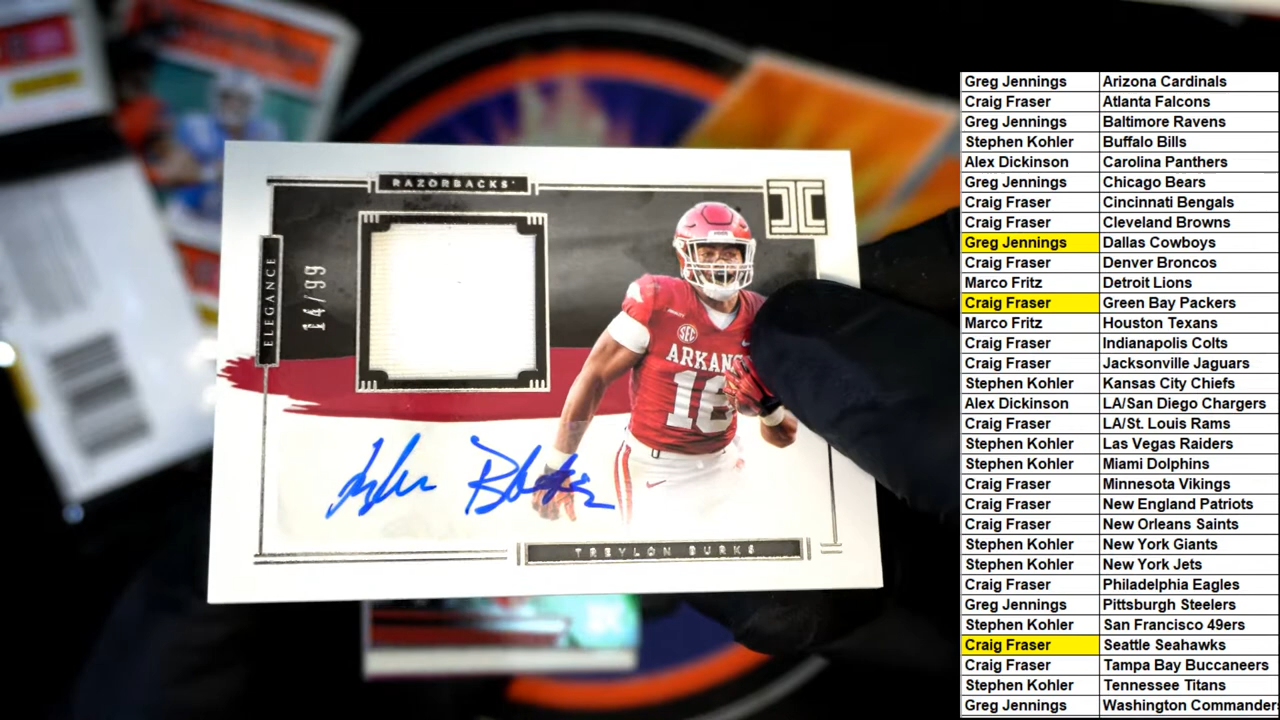 RAZORBACKS
ELEGANCE
14/99
SEC
ARKANS
16
Treylon Burks
TREYLON BURKS
Greg Jennings Arizona Cardinals
Craig Fraser Atlanta Falcons
Greg Jennings Baltimore Ravens
Stephen Kohler Buffalo Bills
Alex Dickinson Carolina Panthers
Greg Jennings Chicago Bears
Craig Fraser Cincinnati Bengals
Craig Fraser Cleveland Browns
Greg Jennings Dallas Cowboys
Craig Fraser Denver Broncos
Marco Fritz Detroit Lions
Craig Fraser Green Bay Packers
Marco Fritz Houston Texans
Craig Fraser Indianapolis Colts
Craig Fraser Jacksonville Jaguars
Stephen Kohler Kansas City Chiefs
Alex Dickinson LA/San Diego Chargers
Craig Fraser LA/St. Louis Rams
Stephen Kohler Las Vegas Raiders
Stephen Kohler Miami Dolphins
Craig Fraser Minnesota Vikings
Craig Fraser New England Patriots
Craig Fraser New Orleans Saints
Stephen Kohler New York Giants
Stephen Kohler New York Jets
Craig Fraser Philadelphia Eagles
Greg Jennings Pittsburgh Steelers
Stephen Kohler San Francisco 49ers
Craig Fraser Seattle Seahawks
Craig Fraser Tampa Bay Buccaneers
Stephen Kohler Tennessee Titans
Greg Jennings Washington Commander